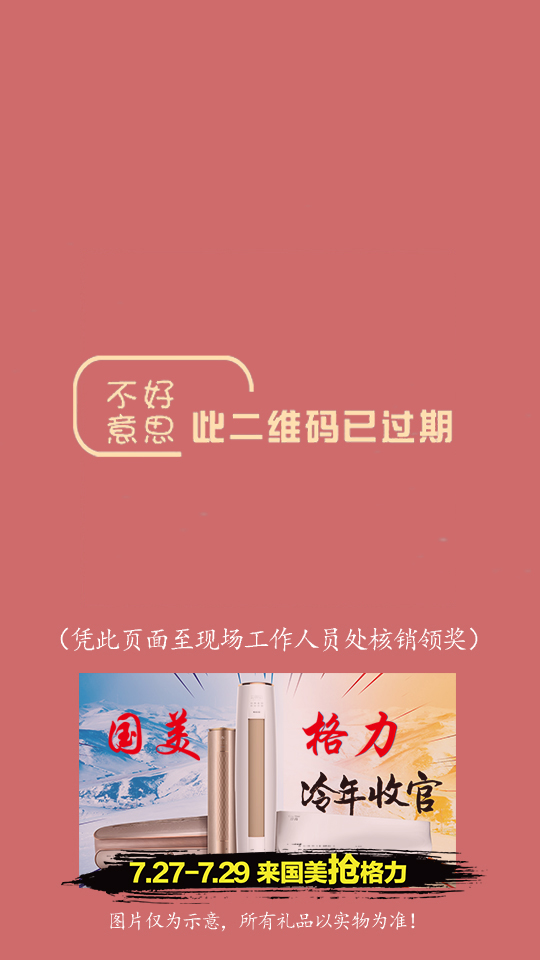 不好
意思 此二维码已过期
（凭此页面至现场工作人员处核销领奖）
国美 格力
冷年收官
7.27-7.29 来国美抢格力
图片仅为示意，所有礼品以实物为准！